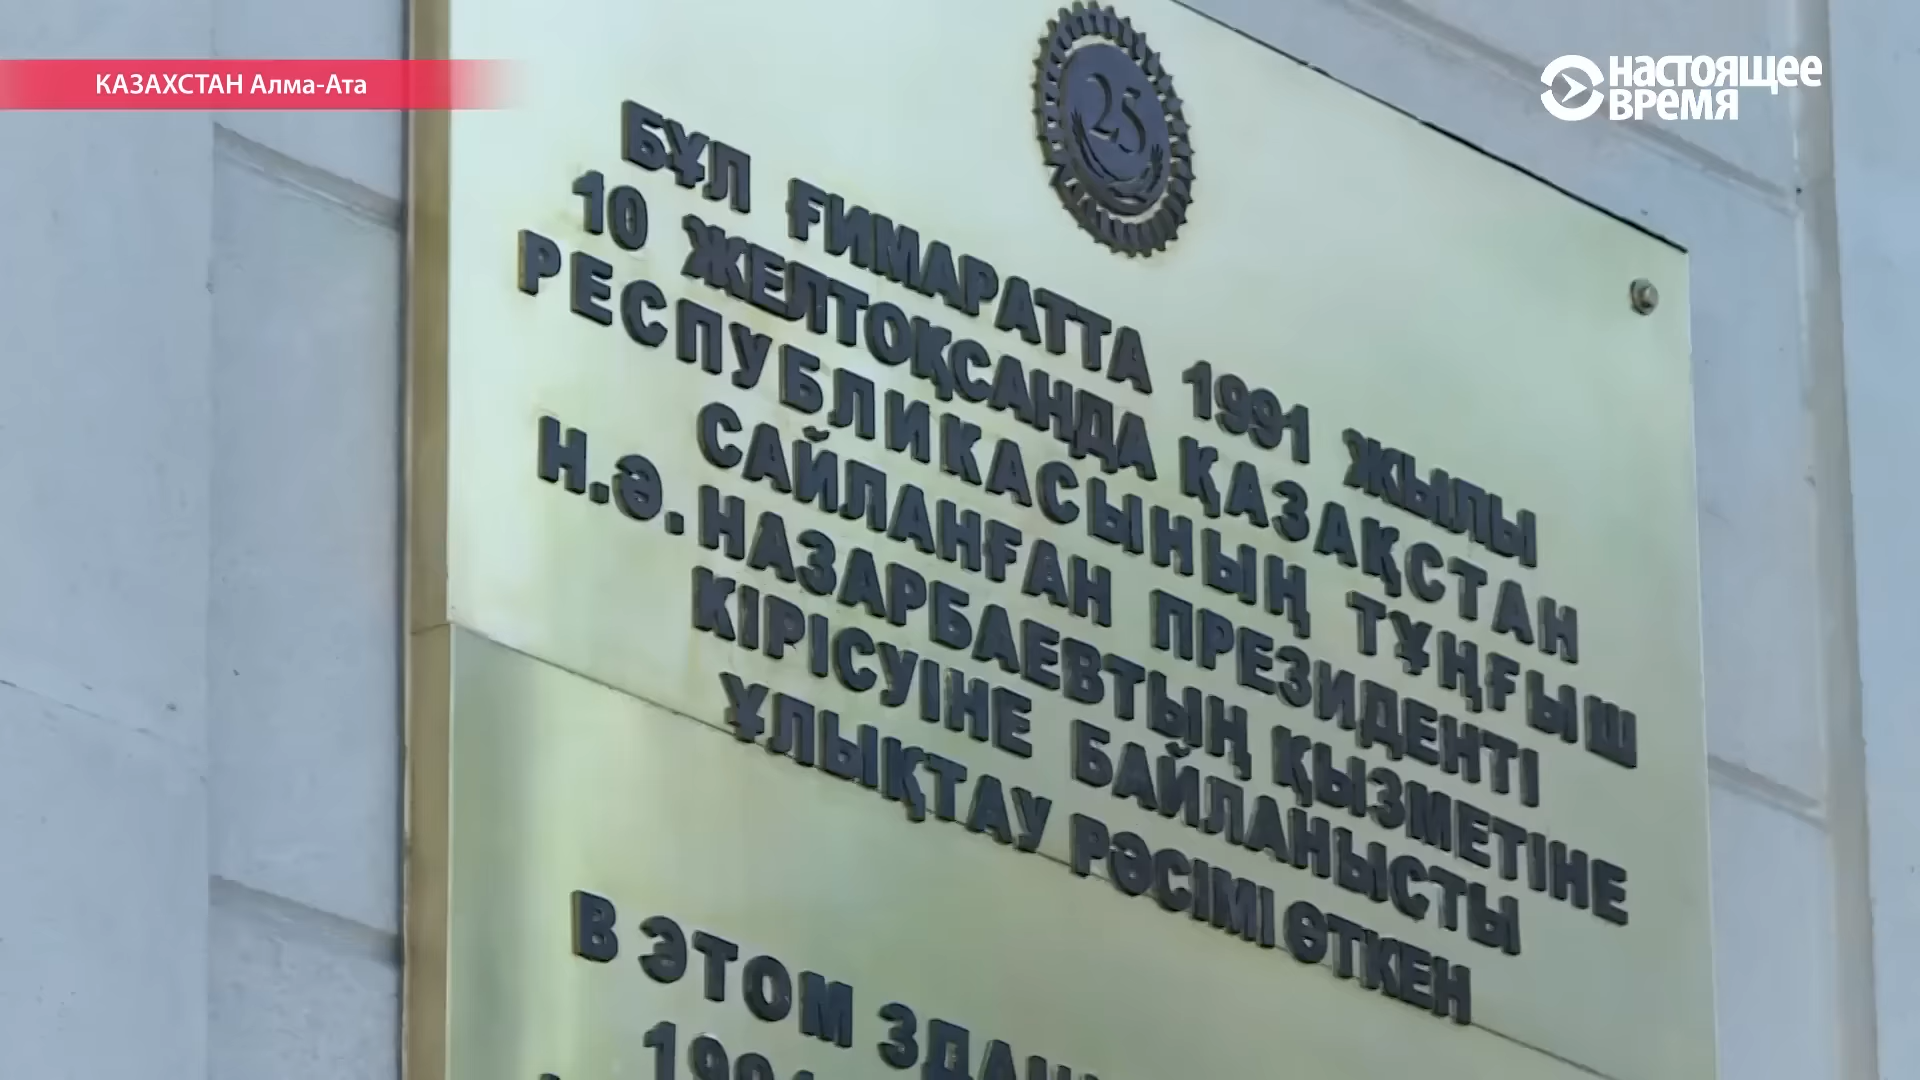 КАЗАХСТАН Алма-Ата
НАСТОЯЩЕЕ
ВРЕМЯ
25
БҰЛ ҒИМАРАТТА 1991 ЖЫЛЫ
10 ЖЕЛТОҚСАНДА ҚАЗАҚСТАН
РЕСПУБЛИКАСЫНЫҢ ТҰҢҒЫШ
САЙЛАНҒАН ПРЕЗИДЕНТІ
Н.Ә. НАЗАРБАЕВТЫҢ ҚЫЗМЕТІНЕ
КІРІСУІНЕ БАЙЛАНЫСТЫ
ҰЛЫҚТАУ РӘСІМІ ӨТКЕН
В ЭТОМ
1991